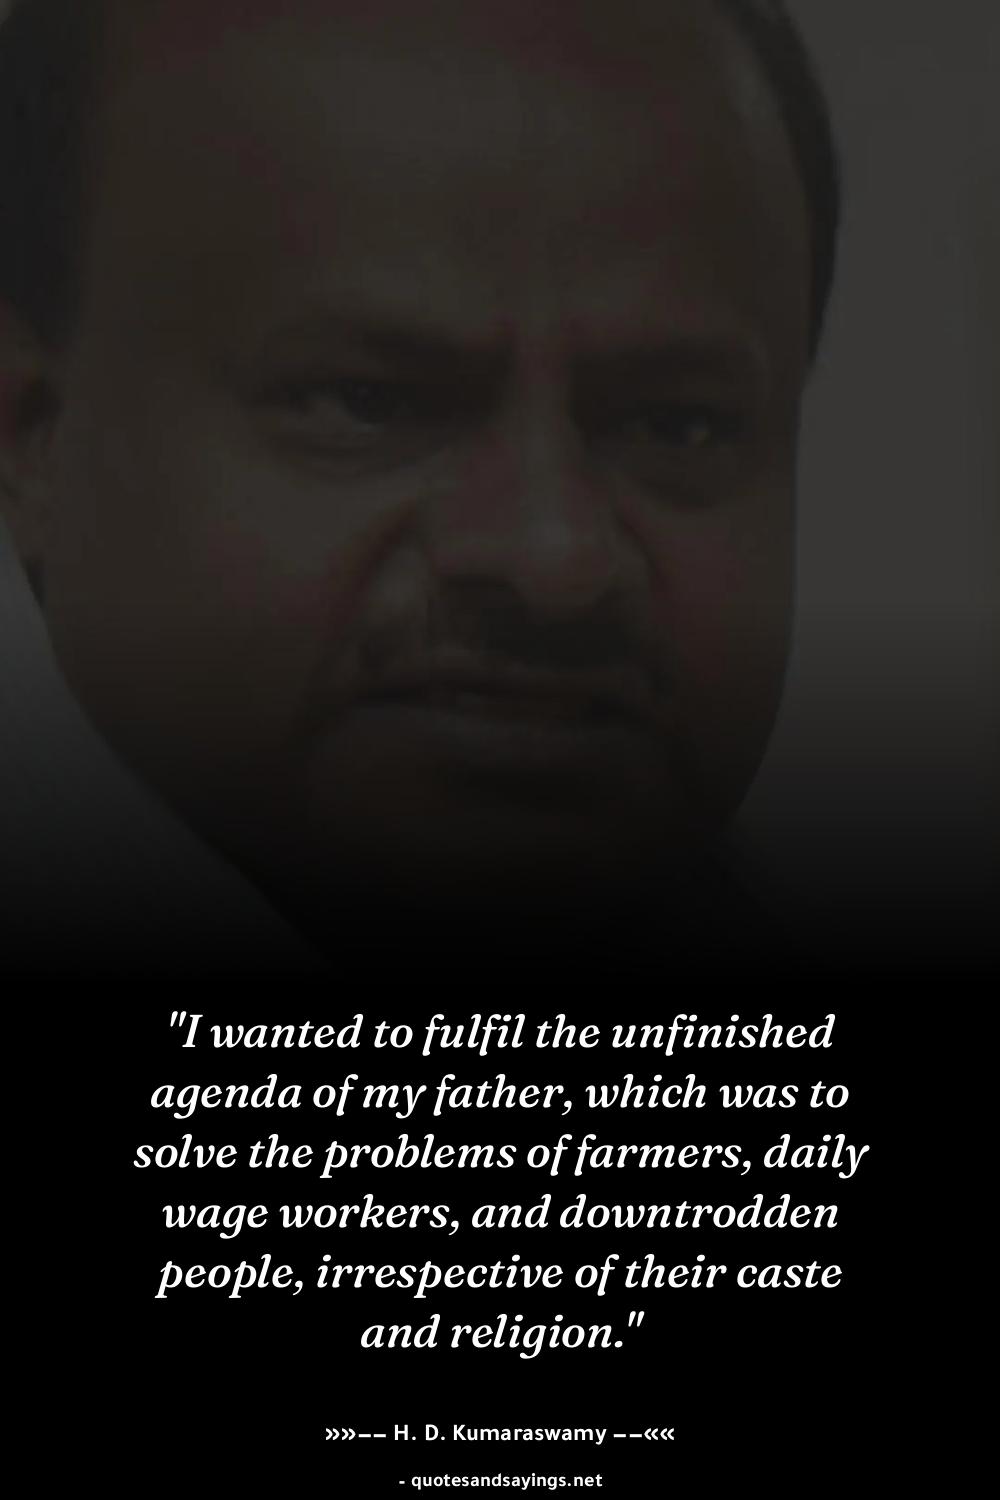 "I wanted to fulfil the unfinished
agenda of my father, which was to
solve the problems of farmers, daily
wage workers, and downtrodden
people, irrespective of their caste
and religion."
»»−− H. D. Kumaraswamy −−««
- quotesandsayings.net